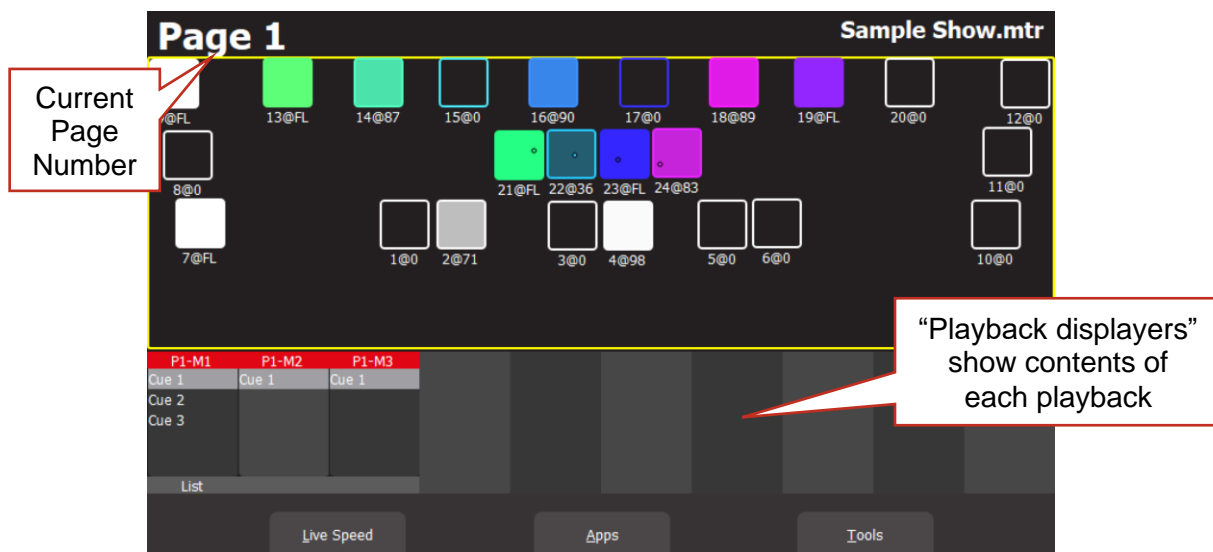 Page 1
Sample Show.mtr
Current
Page
Number
@FL 13@FL 14@87 15@0 16@90 17@0 18@89 19@FL 20@0 12@0
8@0 21@FL 22@36 23@FL 24@83 11@0
7@FL 1@0 2@71 3@0 4@98 5@0 6@0 10@0
“Playback displayers”
show contents of
each playback
P1-M1 P1-M2 P1-M3
Cue 1 Cue 1 Cue 1
Cue 2
Cue 3
List
Live Speed Apps Tools